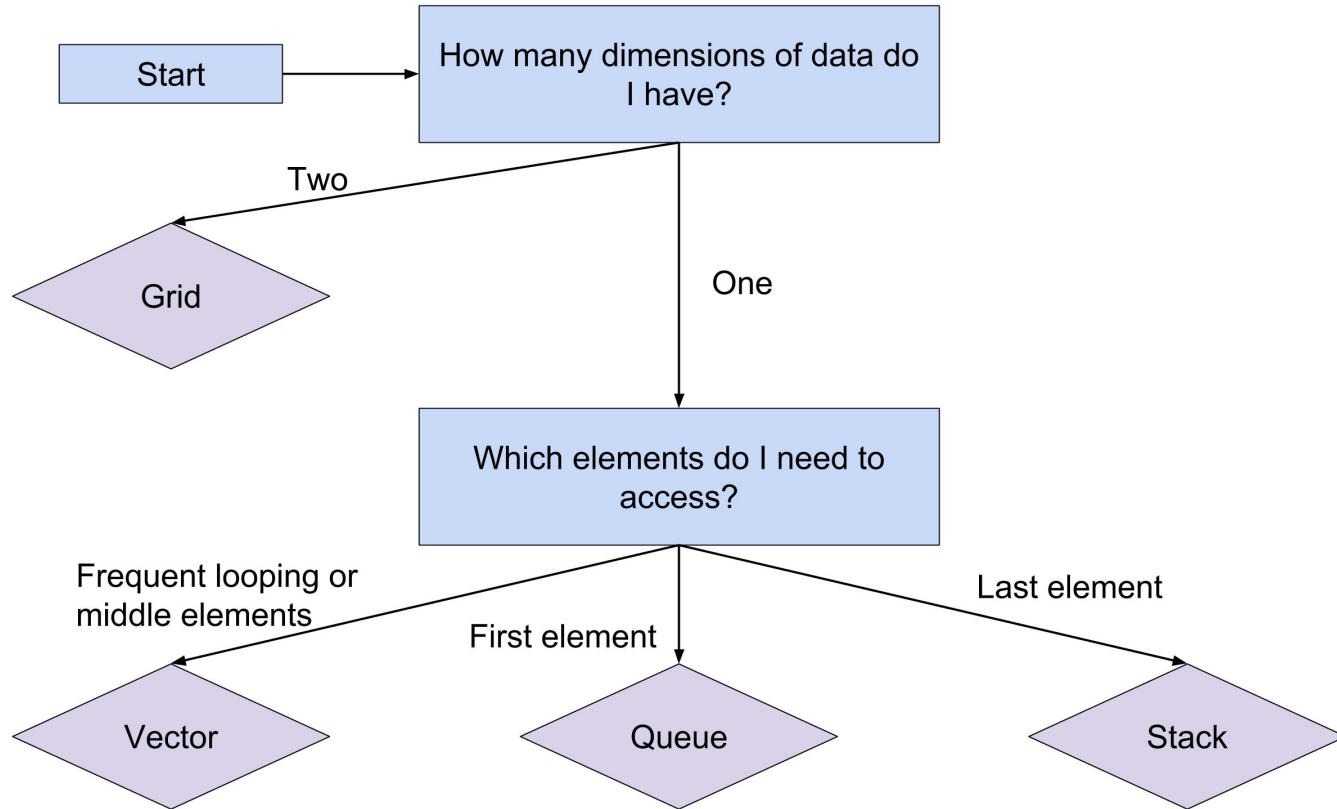 Start
How many dimensions of data do
I have?
Two
Grid
One
Which elements do I need to
access?
Frequent looping or
middle elements
First element
Last element
Vector
Queue
Stack